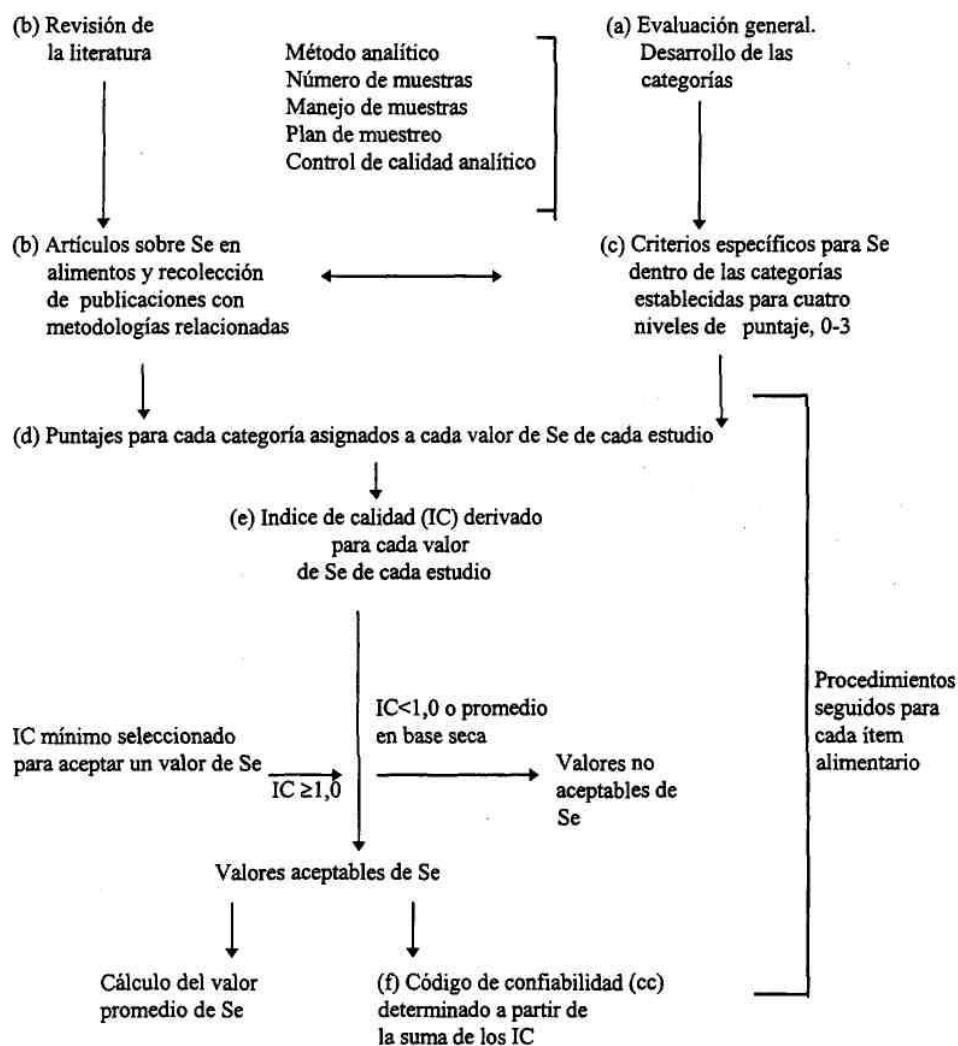 (b) Revisión de
la literatura
Método analítico
Número de muestras
Manejo de muestras
Plan de muestreo
Control de calidad analítico
(a) Evaluación general.
Desarrollo de las
categorías
(b) Artículos sobre Se en
alimentos y recolección
de publicaciones con
metodologías relacionadas
(c) Criterios específicos para Se
dentro de las categorías
establecidas para cuatro
niveles de puntaje, 0-3
(d) Puntajes para cada categoría asignados a cada valor de Se de cada estudio
(e) Indice de calidad (IC) derivado
para cada valor
de Se de cada estudio
IC mínimo seleccionado
para aceptar un valor de Se
IC ≥1,0
IC<1,0 o promedio
en base seca
Valores no
aceptables de
Se
Procedimientos
seguidos para
cada ítem
alimentario
Valores aceptables de Se
Cálculo del valor
promedio de Se
(f) Código de confiabilidad (cc)
determinado a partir de
la suma de los IC